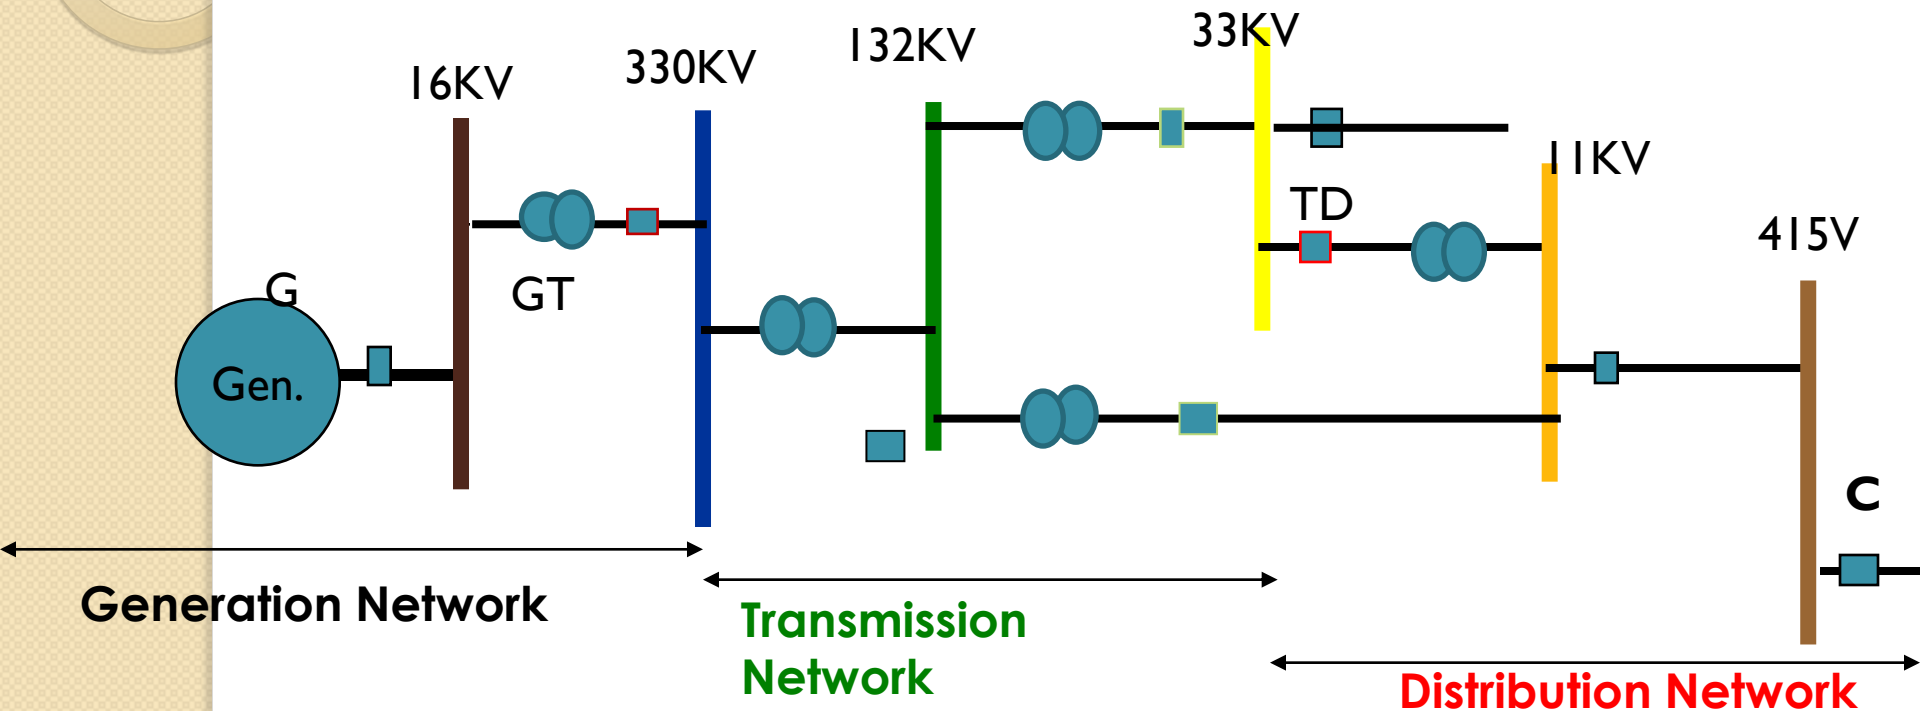 16KV
330KV
132KV
33KV
11KV
TD
415V
G
GT
Gen.
C
Generation Network
Transmission
Network
Distribution Network